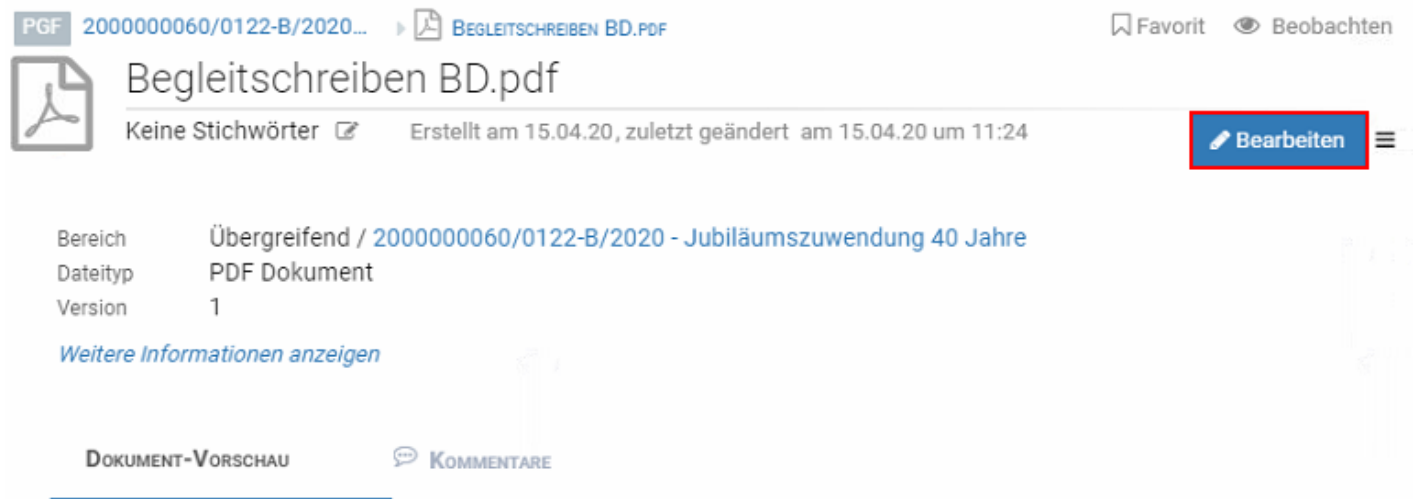 PGF 2000000060/0122-B/2020... BEGLEITSCHREIBEN BD.PDF Favorit Beobachten
Begleitschreiben BD.pdf
Keine Stichwörter Erstellt am 15.04.20, zuletzt geändert am 15.04.20 um 11:24 Bearbeiten
Bereich Übergreifend / 2000000060/0122-B/2020 - Jubiläumszuwendung 40 Jahre
Dateityp PDF Dokument
Version 1
Weitere Informationen anzeigen
DOKUMENT-VORSCHAU KOMMENTARE